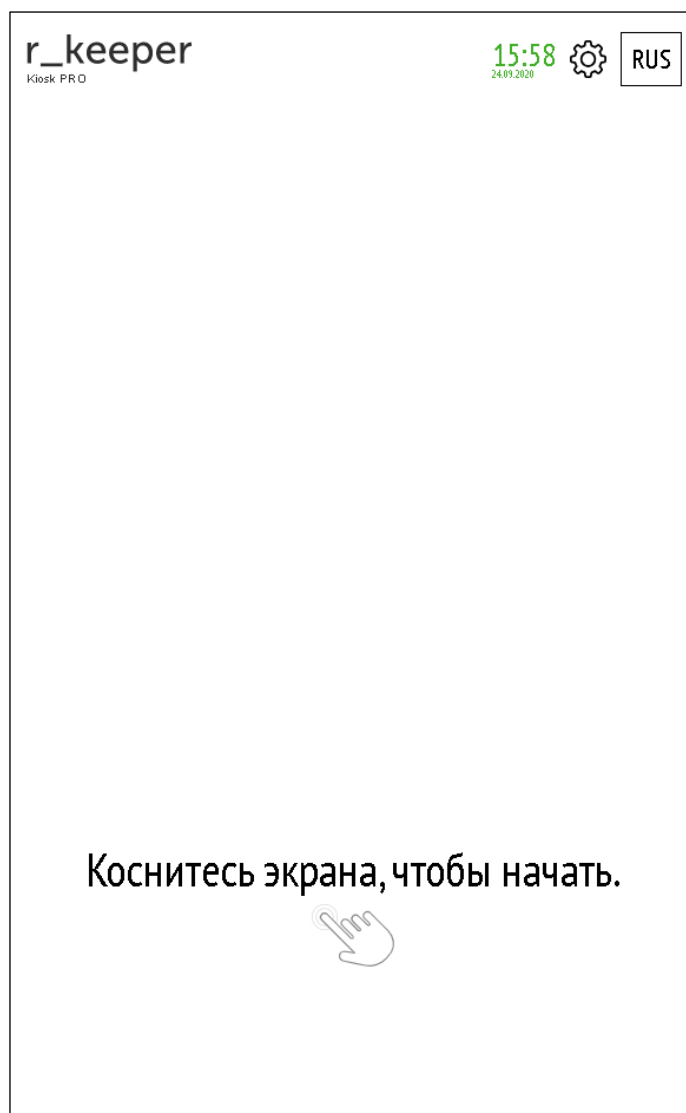 r_keeper
Kiosk PRO
15:58
24.09.2020
RUS
Коснитесь экрана, чтобы начать.